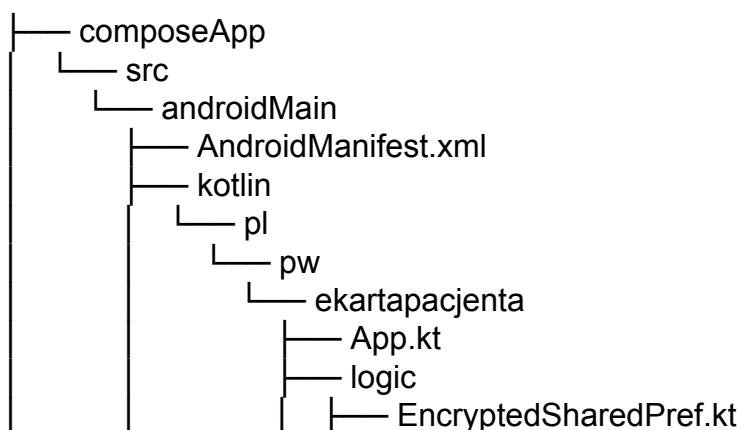 composeApp
src
androidMain
AndroidManifest.xml
kotlin
pl
pw
ekartapacjenta
App.kt
logic
EncryptedSharedPref.kt